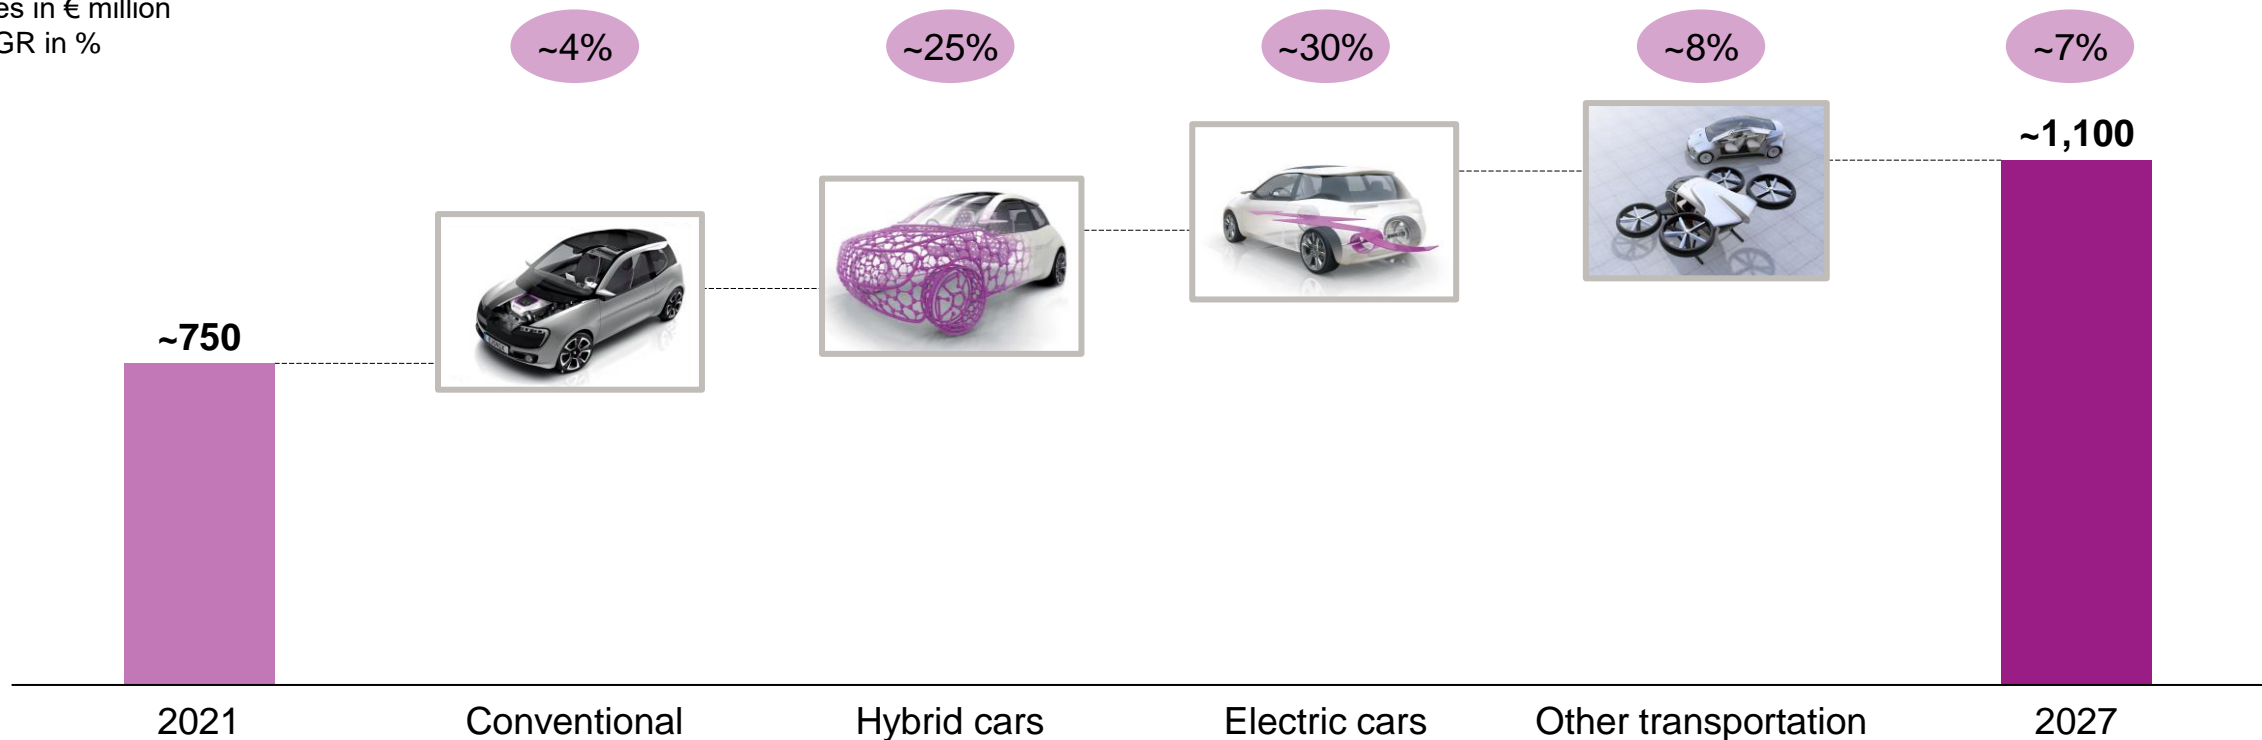 es in € million
GR in %
~4%
~25%
~30%
~8%
~7%
~750
~1,100
2021
Conventional
Hybrid cars
Electric cars
Other transportation
2027